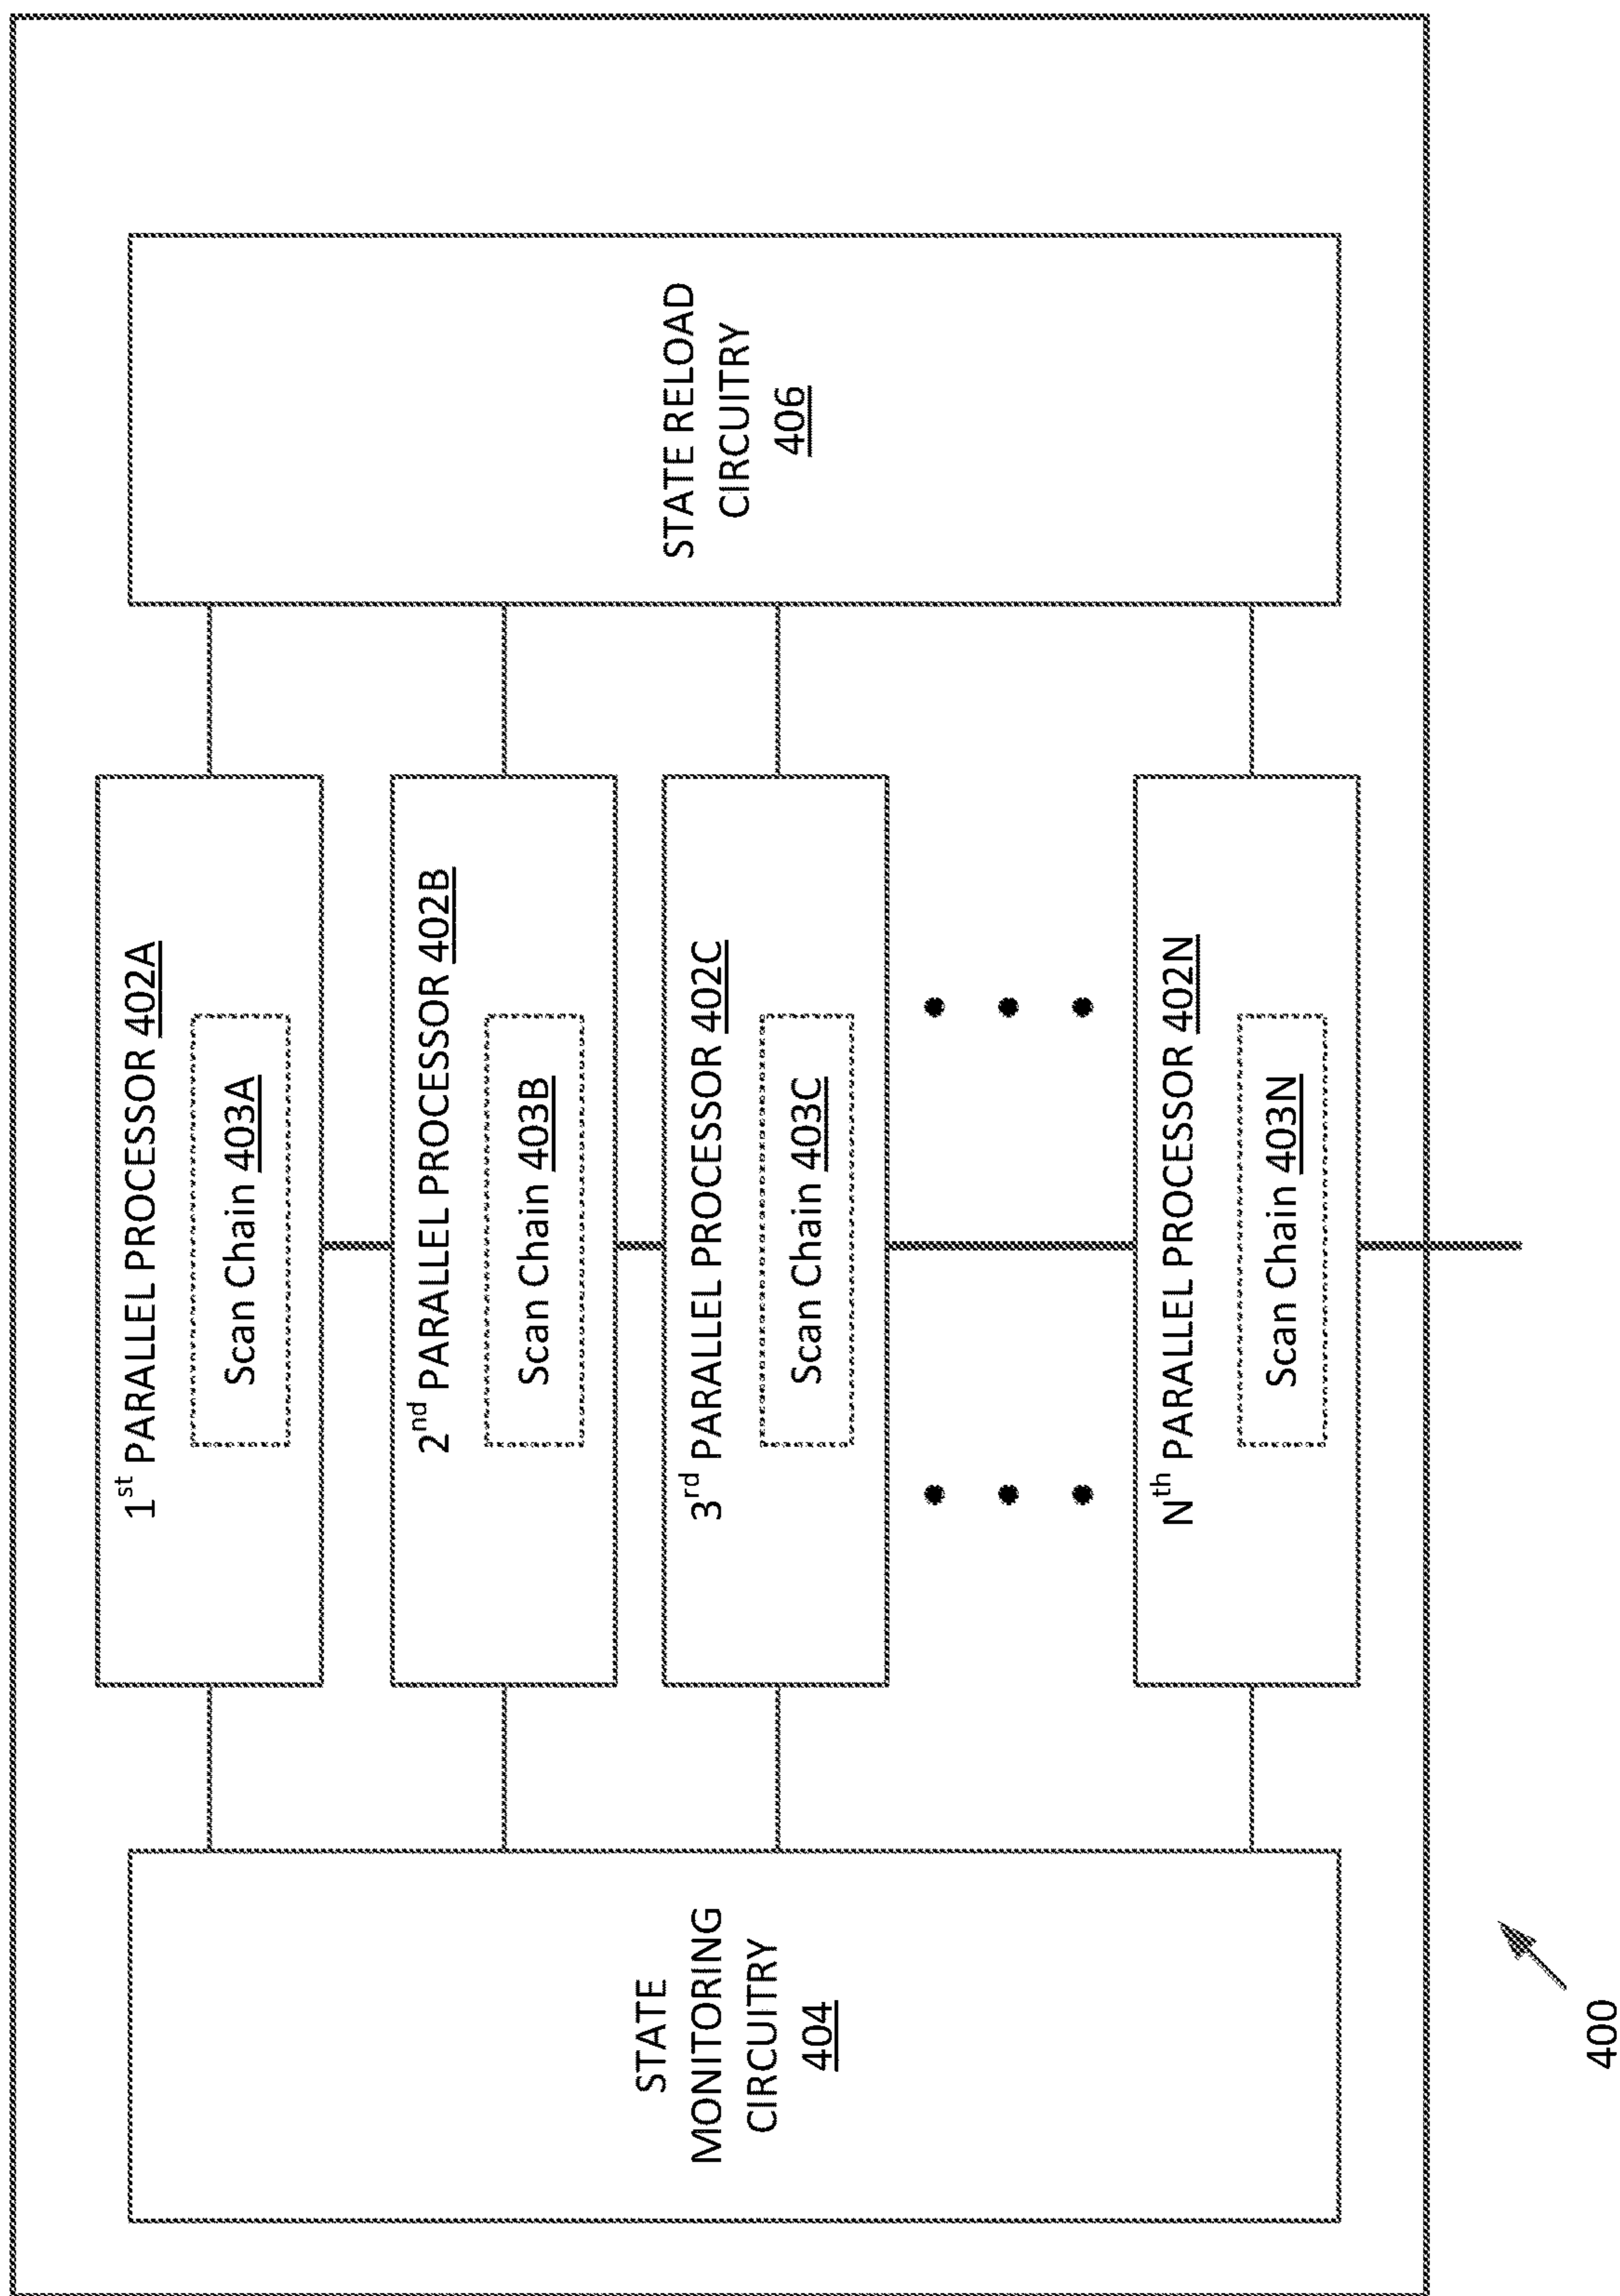 STATE
MONITORING
CIRCUITRY
404
1st PARALLEL PROCESSOR 402A
Scan Chain 403A
2nd PARALLEL PROCESSOR 402B
Scan Chain 403B
3rd PARALLEL PROCESSOR 402C
Scan Chain 403C
Nth PARALLEL PROCESSOR 402N
Scan Chain 403N
STATE RELOAD
CIRCUITRY
406
400